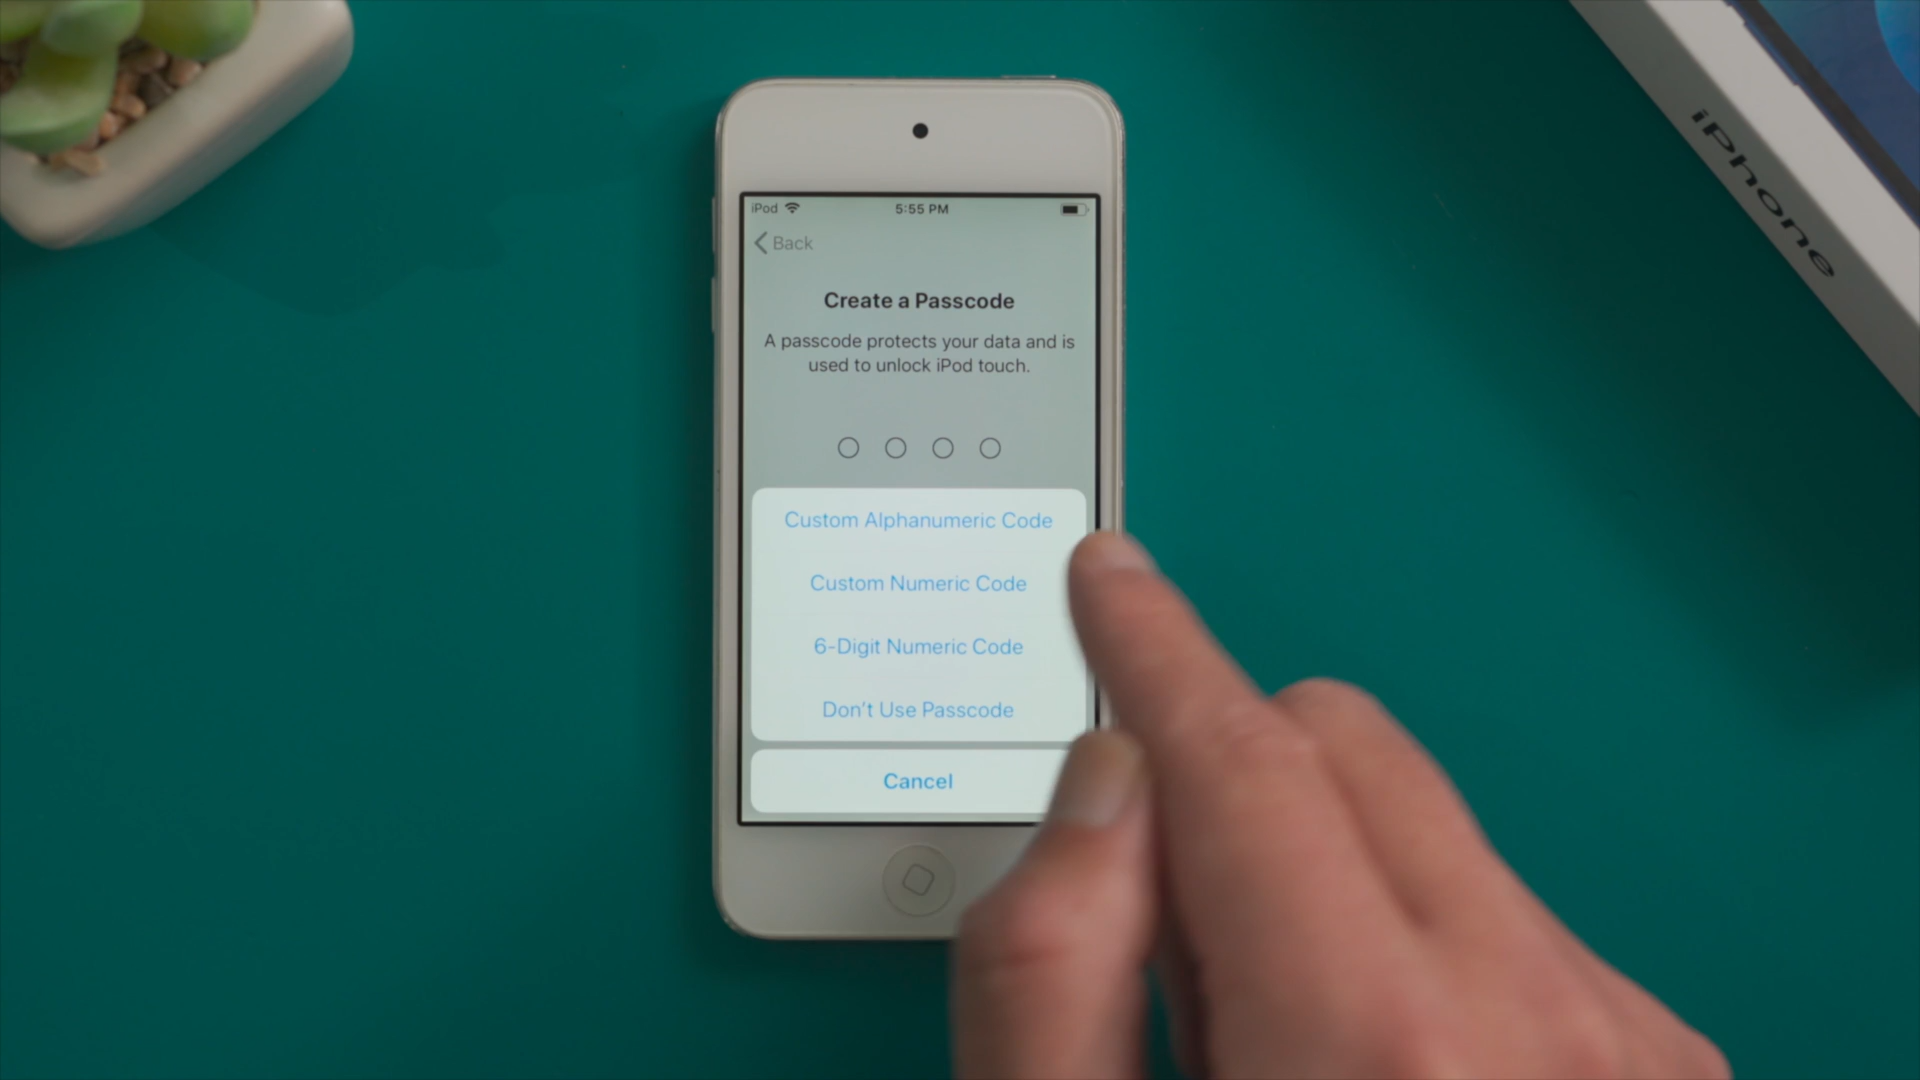 iPod
5:55 PM
Back
Create a Passcode
A passcode protects your data and is
used to unlock iPod touch.
Custom Alphanumeric Code
Custom Numeric Code
6-Digit Numeric Code
Don’t Use Passcode
Cancel
iPhone